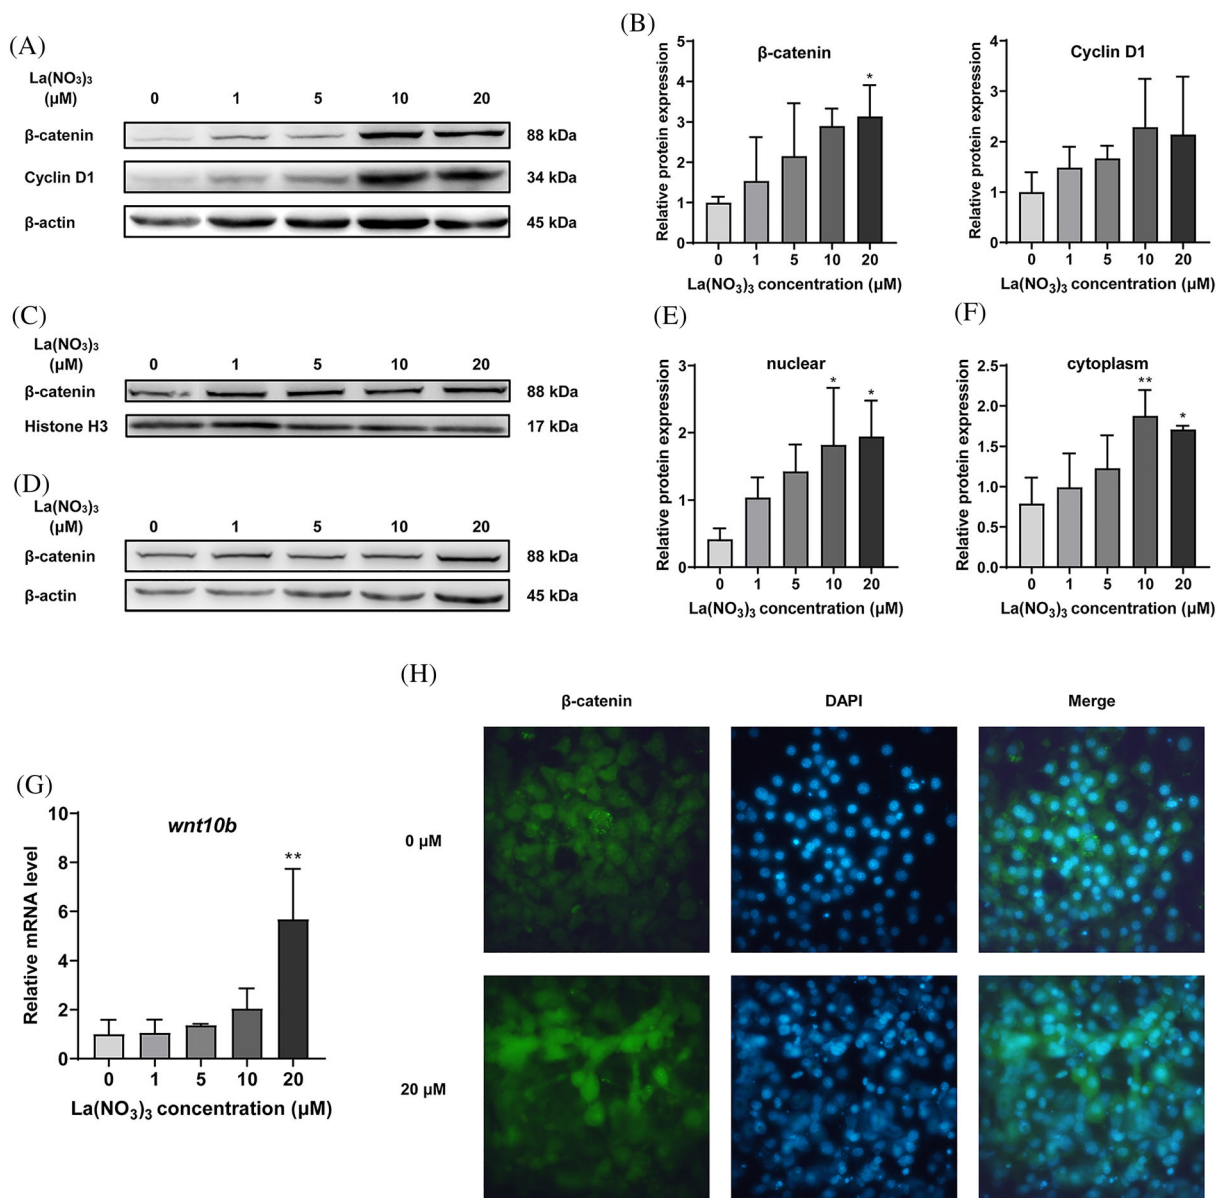 (A)
La(NO₃)₃
(μM)
0 1 5 10 20
β-catenin 88 kDa
Cyclin D1 34 kDa
β-actin 45 kDa
(B)
β-catenin
Relative protein expression
5
4
3
2
1
0
*
0 1 5 10 20
La(NO₃)₃ concentration (μM)
Cyclin D1
Relative protein expression
4
3
2
1
0
0 1 5 10 20
La(NO₃)₃ concentration (μM)
(C)
La(NO₃)₃
(μM)
0 1 5 10 20
β-catenin 88 kDa
Histone H3 17 kDa
(D)
La(NO₃)₃
(μM)
0 1 5 10 20
β-catenin 88 kDa
β-actin 45 kDa
(E)
nuclear
Relative protein expression
3
2
1
0
* *
0 1 5 10 20
La(NO₃)₃ concentration (μM)
(F)
cytoplasm
Relative protein expression
2.5
2.0
1.5
1.0
0.5
0.0
** *
0 1 5 10 20
La(NO₃)₃ concentration (μM)
(G)
wnt10b
Relative mRNA level
10
8
6
4
2
0
**
0 1 5 10 20
La(NO₃)₃ concentration (μM)
(H)
β-catenin DAPI Merge
0 μM
20 μM